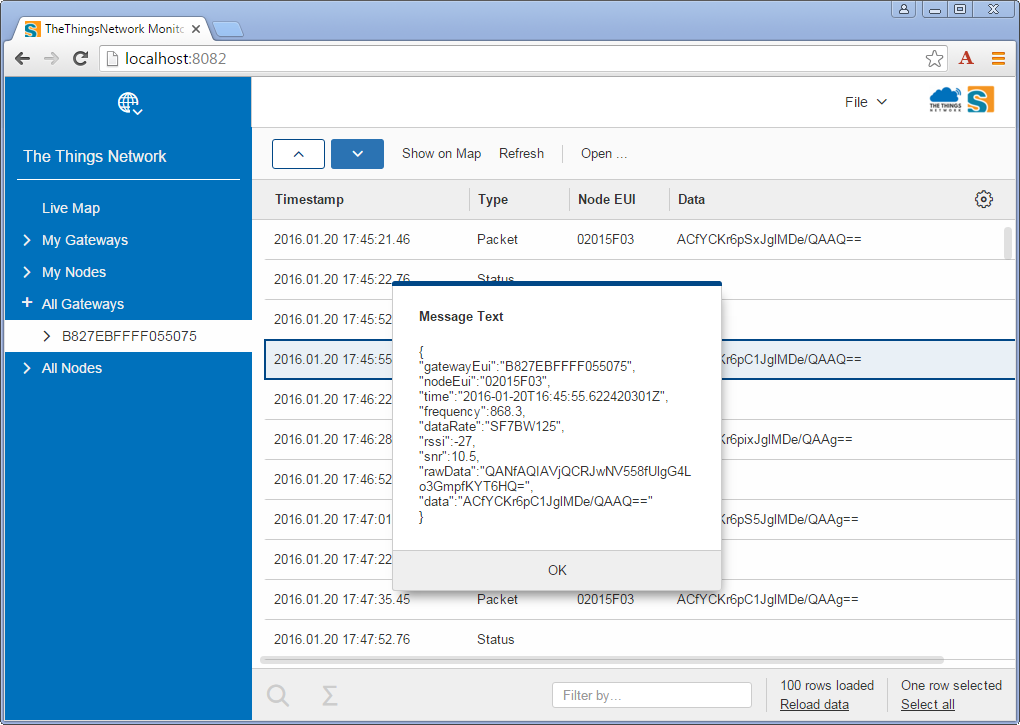 TheThingsNetwork Monito
localhost:8082
The Things Network
Live Map
My Gateways
My Nodes
All Gateways
B827EBFFFF055075
All Nodes
File
THE THINGS
NETWORK
Show on Map Refresh Open ...
Timestamp Type Node EUI Data
2016.01.20 17:45:21.46 Packet 02015F03 ACfYCKr6pSxJglMDe/QAAQ==
2016.01.20 17:45:22.76 Status
2016.01.20 17:45:52
2016.01.20 17:45:55 Kr6pC1JglMDe/QAAQ==
2016.01.20 17:46:22
2016.01.20 17:46:28 Kr6pixJglMDe/QAAg==
2016.01.20 17:46:52
2016.01.20 17:47:01 Kr6pS5JglMDe/QAAg==
2016.01.20 17:47:22
2016.01.20 17:47:35.45 Packet 02015F03 ACfYCKr6pC1JglMDe/QAAg==
2016.01.20 17:47:52.76 Status
Message Text
{
"gatewayEui":"B827EBFFFF055075",
"nodeEui":"02015F03",
"time":"2016-01-20T16:45:55.622420301Z",
"frequency":868.3,
"dataRate":"SF7BW125",
"rssi":-27,
"snr":10.5,
"rawData":"QANfAQIAVjQCRJwNV558fUlgG4L
o3GmpfKYT6HQ=",
"data":"ACfYCKr6pC1JglMDe/QAAQ=="
}
OK
Filter by...
100 rows loaded One row selected
Reload data Select all